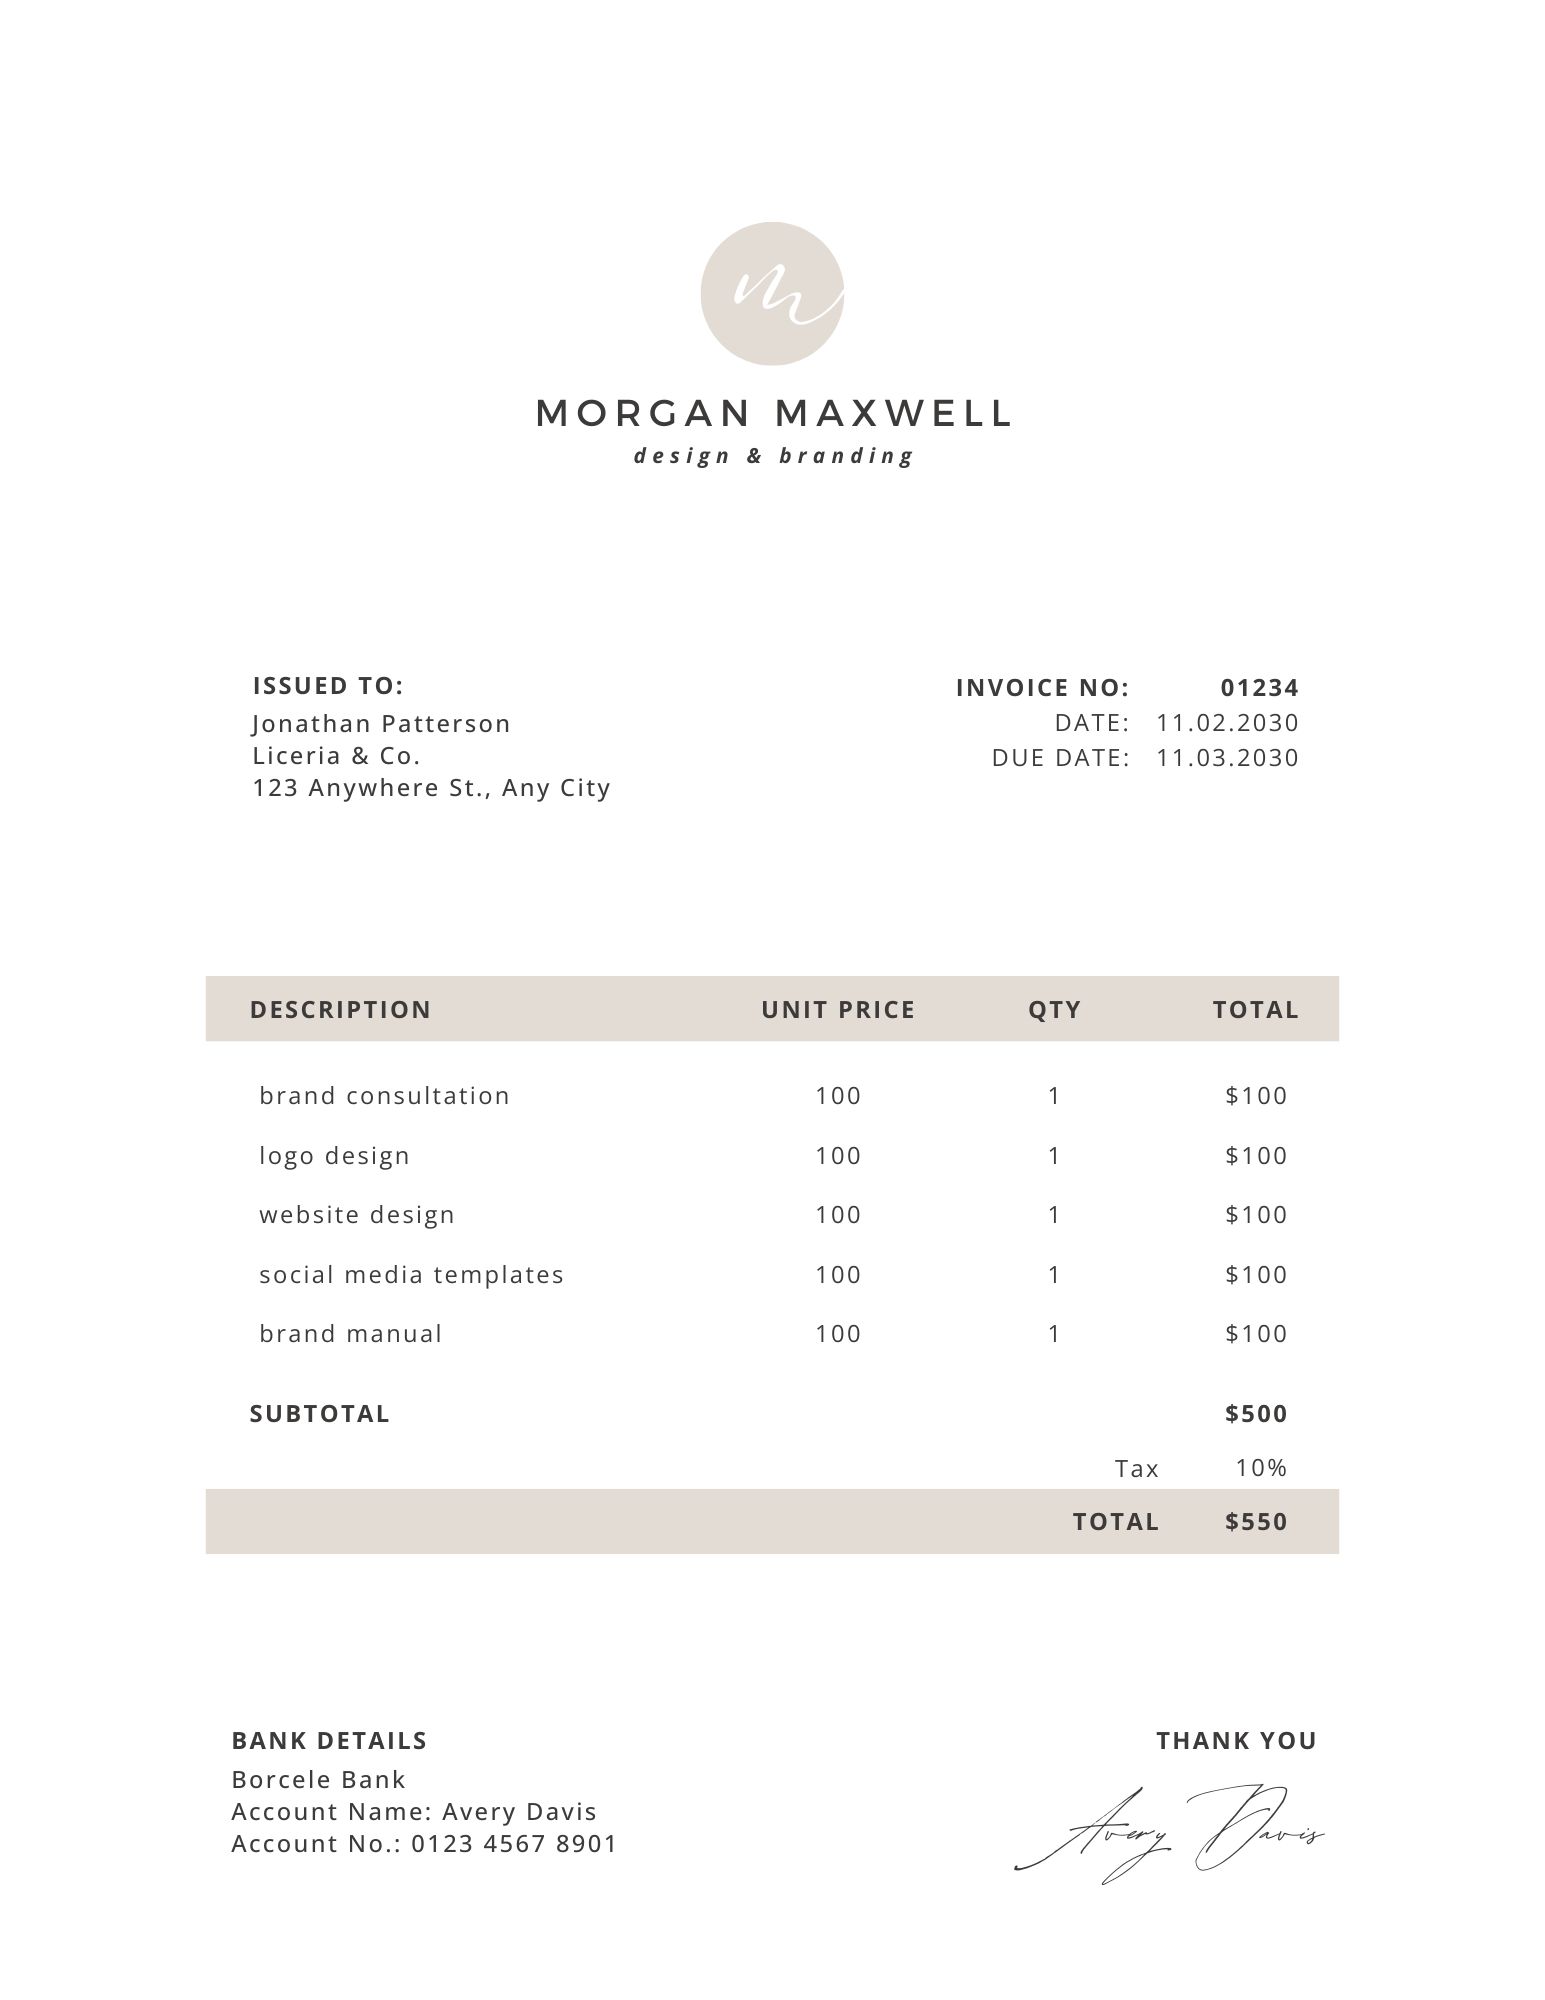 m
MORGAN MAXWELL
design & branding
ISSUED TO:
Jonathan Patterson
Liceria & Co.
123 Anywhere St., Any City
INVOICE NO: 01234
DATE: 11.02.2030
DUE DATE: 11.03.2030
DESCRIPTION UNIT PRICE QTY TOTAL
brand consultation 100 1 $100
logo design 100 1 $100
website design 100 1 $100
social media templates 100 1 $100
brand manual 100 1 $100
SUBTOTAL $500
Tax 10%
TOTAL $550
BANK DETAILS
Borcele Bank
Account Name: Avery Davis
Account No.: 0123 4567 8901
THANK YOU
Avery Davis